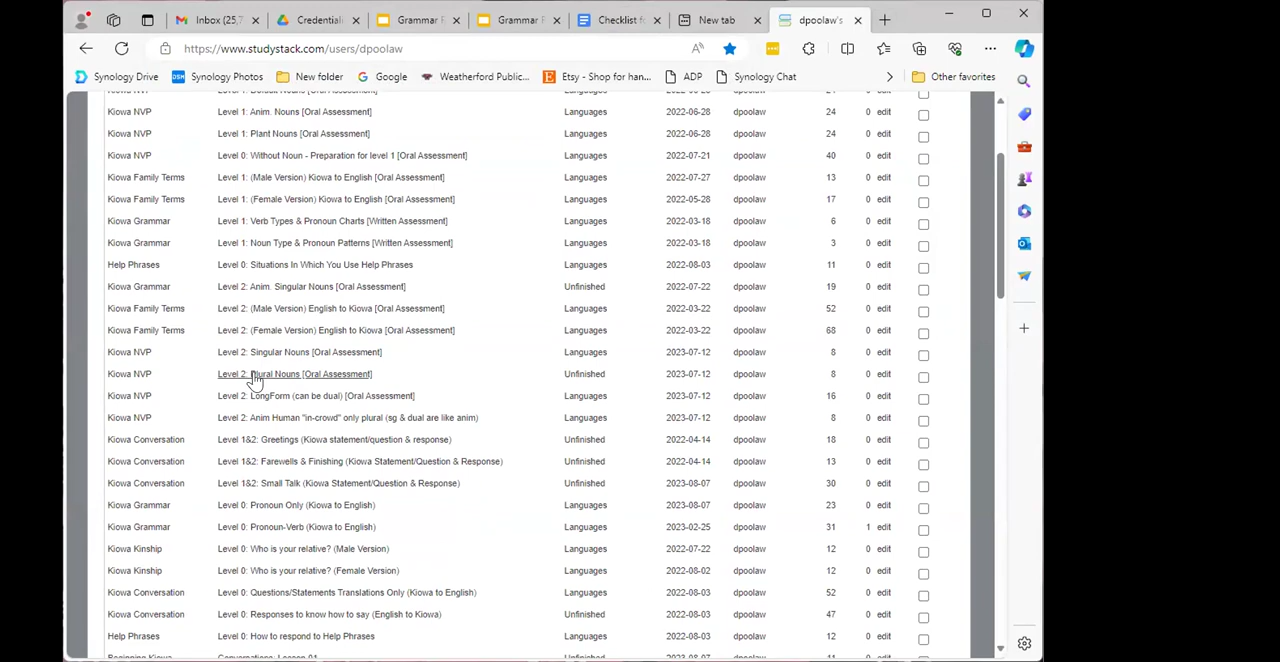 Inbox (25,7
Credential
Grammar F
Grammar F
Checklist fo
New tab
dpoolaw's
https://www.studystack.com/users/dpoolaw
Synology Drive
Synology Photos
New folder
Google
Weatherford Public...
Etsy - Shop for han...
ADP
Synology Chat
Other favorites
Kiowa NVP Level 1: Anim. Nouns [Oral Assessment] Languages 2022-06-28 dpoolaw 24 0 edit
Kiowa NVP Level 1: Plant Nouns [Oral Assessment] Languages 2022-06-28 dpoolaw 24 0 edit
Kiowa NVP Level 0: Without Noun - Preparation for level 1 [Oral Assessment] Languages 2022-07-21 dpoolaw 40 0 edit
Kiowa Family Terms Level 1: (Male Version) Kiowa to English [Oral Assessment] Languages 2022-07-27 dpoolaw 13 0 edit
Kiowa Family Terms Level 1: (Female Version) Kiowa to English [Oral Assessment] Languages 2022-05-28 dpoolaw 17 0 edit
Kiowa Grammar Level 1: Verb Types & Pronoun Charts [Written Assessment] Languages 2022-03-18 dpoolaw 6 0 edit
Kiowa Grammar Level 1: Noun Type & Pronoun Patterns [Written Assessment] Languages 2022-03-18 dpoolaw 3 0 edit
Help Phrases Level 0: Situations In Which You Use Help Phrases Languages 2022-08-03 dpoolaw 11 0 edit
Kiowa Grammar Level 2: Anim. Singular Nouns [Oral Assessment] Unfinished 2022-07-22 dpoolaw 19 0 edit
Kiowa Family Terms Level 2: (Male Version) English to Kiowa [Oral Assessment] Languages 2022-03-22 dpoolaw 52 0 edit
Kiowa Family Terms Level 2: (Female Version) English to Kiowa [Oral Assessment] Languages 2022-03-22 dpoolaw 68 0 edit
Kiowa NVP Level 2: Singular Nouns [Oral Assessment] Languages 2023-07-12 dpoolaw 8 0 edit
Kiowa NVP Level 2: Plural Nouns [Oral Assessment] Unfinished 2023-07-12 dpoolaw 8 0 edit
Kiowa NVP Level 2: LongForm (can be dual) [Oral Assessment] Languages 2023-07-12 dpoolaw 16 0 edit
Kiowa NVP Level 2: Anim Human "in-crowd" only plural (sg & dual are like anim) Languages 2023-07-12 dpoolaw 8 0 edit
Kiowa Conversation Level 1&2: Greetings (Kiowa statement/question & response) Unfinished 2022-04-14 dpoolaw 18 0 edit
Kiowa Conversation Level 1&2: Farewells & Finishing (Kiowa Statement/Question & Response) Unfinished 2022-04-14 dpoolaw 13 0 edit
Kiowa Conversation Level 1&2: Small Talk (Kiowa Statement/Question & Response) Unfinished 2023-08-07 dpoolaw 30 0 edit
Kiowa Grammar Level 0: Pronoun Only (Kiowa to English) Languages 2023-08-07 dpoolaw 23 0 edit
Kiowa Grammar Level 0: Pronoun-Verb (Kiowa to English) Languages 2023-02-25 dpoolaw 31 1 edit
Kiowa Kinship Level 0: Who is your relative? (Male Version) Languages 2022-07-22 dpoolaw 12 0 edit
Kiowa Kinship Level 0: Who is your relative? (Female Version) Languages 2022-08-02 dpoolaw 12 0 edit
Kiowa Conversation Level 0: Questions/Statements Translations Only (Kiowa to English) Languages 2022-08-03 dpoolaw 52 0 edit
Kiowa Conversation Level 0: Responses to know how to say (English to Kiowa) Unfinished 2022-08-03 dpoolaw 47 0 edit
Help Phrases Level 0: How to respond to Help Phrases Languages 2022-08-03 dpoolaw 12 0 edit